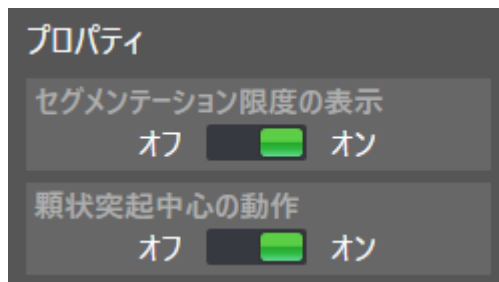 プロパティ
セグメンテーション限度の表示
オフ オン
顆状突起中心の動作
オフ オン